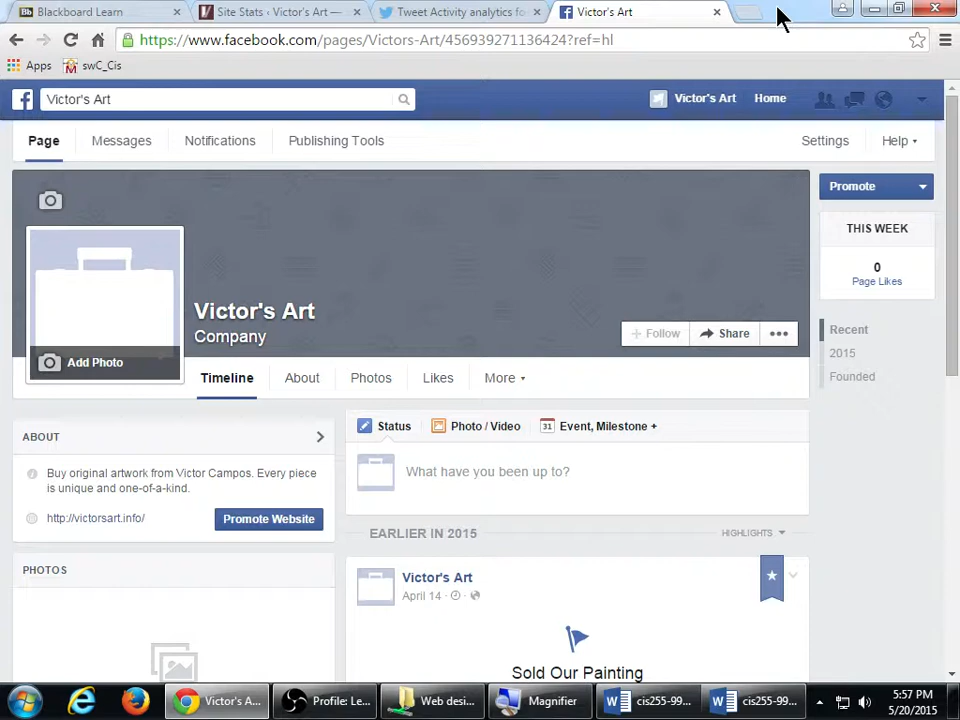 Bb Blackboard Learn
Site Stats ‹ Victor's Art —
Tweet Activity analytics fo
Victor's Art
https://www.facebook.com/pages/Victors-Art/456939271136424?ref=hl
Apps
swC_Cis
Victor's Art
Victor's Art
Home
Page
Messages
Notifications
Publishing Tools
Settings
Help
Promote
THIS WEEK
0
Page Likes
Recent
2015
Founded
Victor's Art
Company
Add Photo
+ Follow
Share
•••
Timeline
About
Photos
Likes
More
ABOUT
Buy original artwork from Victor Campos. Every piece
is unique and one-of-a-kind.
http://victorsart.info/
Promote Website
PHOTOS
Status
Photo / Video
31 Event, Milestone +
What have you been up to?
EARLIER IN 2015
HIGHLIGHTS
Victor's Art
April 14 ·
Sold Our Painting
Victor's A...
Profile: Le...
Web desi...
Magnifier
cis255-99...
cis255-99...
5:57 PM
5/20/2015